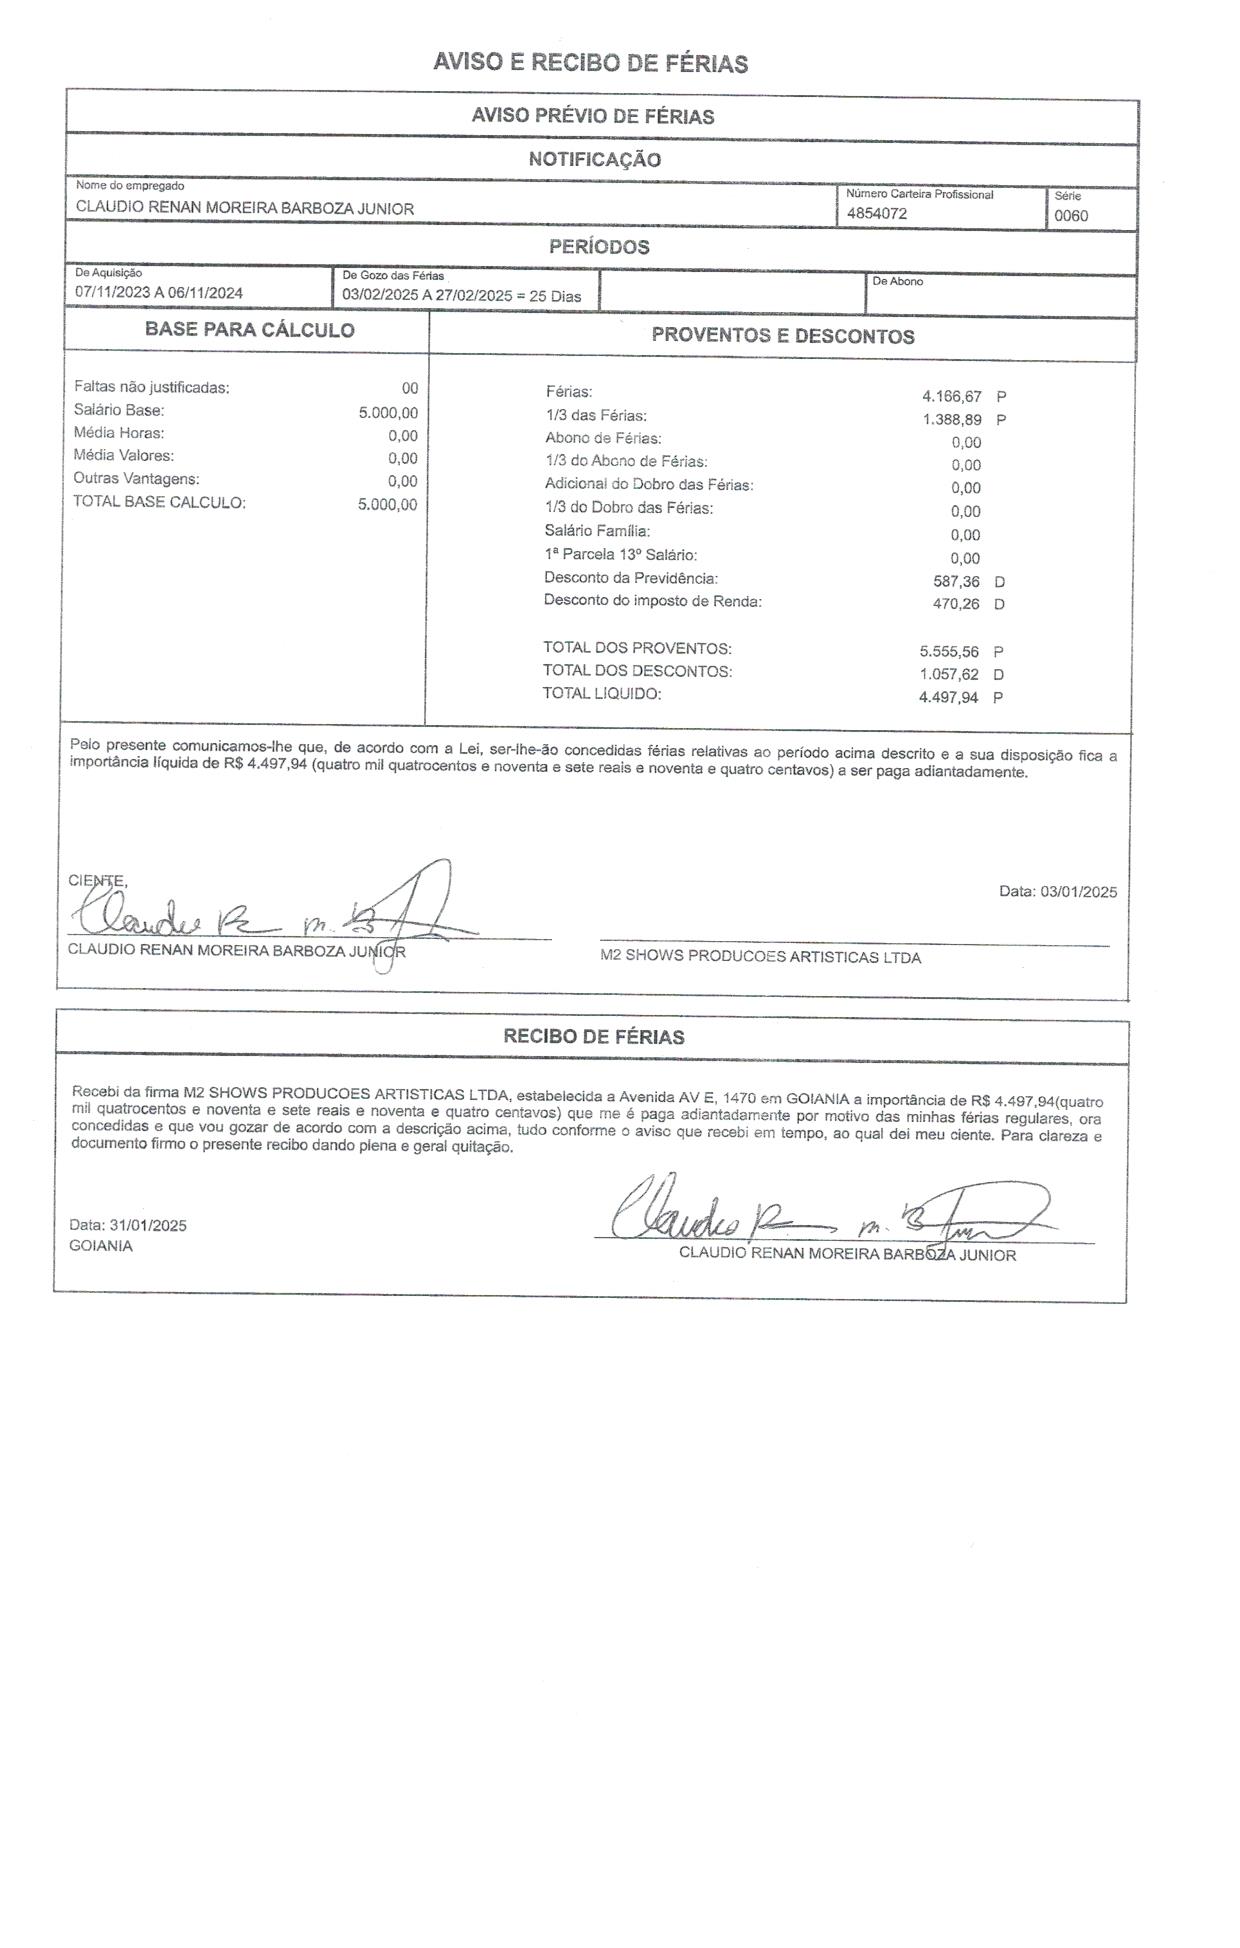 AVISO E RECIBO DE FÉRIAS
AVISO PRÉVIO DE FÉRIAS
NOTIFICAÇÃO
Nome do empregado
CLAUDIO RENAN MOREIRA BARBOZA JUNIOR
Número Carteira Profissional
4854072
Série
0060
PERÍODOS
De Aquisição
07/11/2023 A 06/11/2024
De Gozo das Férias
03/02/2025 A 27/02/2025 = 25 Dias
De Abono
BASE PARA CÁLCULO
Faltas não justificadas: 00
Salário Base: 5.000,00
Média Horas: 0,00
Média Valores: 0,00
Outras Vantagens: 0,00
TOTAL BASE CALCULO: 5.000,00
PROVENTOS E DESCONTOS
Férias: 4.166,67 P
1/3 das Férias: 1.388,89 P
Abono de Férias: 0,00
1/3 do Abono de Férias: 0,00
Adicional do Dobro das Férias: 0,00
1/3 do Dobro das Férias: 0,00
Salário Família: 0,00
1ª Parcela 13º Salário: 0,00
Desconto da Previdência: 587,36 D
Desconto do imposto de Renda: 470,26 D
TOTAL DOS PROVENTOS: 5.555,56 P
TOTAL DOS DESCONTOS: 1.057,62 D
TOTAL LIQUIDO: 4.497,94 P
Pelo presente comunicamos-lhe que, de acordo com a Lei, ser-lhe-ão concedidas férias relativas ao período acima descrito e a sua disposição fica a
importância líquida de R$ 4.497,94 (quatro mil quatrocentos e noventa e sete reais e noventa e quatro centavos) a ser paga adiantadamente.
CIENTE,
Data: 03/01/2025
CLAUDIO RENAN MOREIRA BARBOZA JUNIOR
M2 SHOWS PRODUCOES ARTISTICAS LTDA
RECIBO DE FÉRIAS
Recebi da firma M2 SHOWS PRODUCOES ARTISTICAS LTDA, estabelecida a Avenida AV E, 1470 em GOIANIA a importância de R$ 4.497,94(quatro
mil quatrocentos e noventa e sete reais e noventa e quatro centavos) que me é paga adiantadamente por motivo das minhas férias regulares, ora
concedidas e que vou gozar de acordo com a descrição acima, tudo conforme o aviso que recebi em tempo, ao qual dei meu ciente. Para clareza e
documento firmo o presente recibo dando plena e geral quitação.
Data: 31/01/2025
GOIANIA
CLAUDIO RENAN MOREIRA BARBOZA JUNIOR